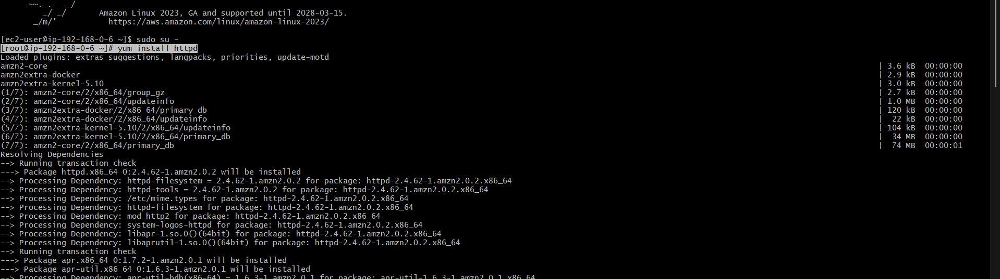 ~~._.   _/
_/ _/       Amazon Linux 2023, GA and supported until 2028-03-15.
_/m/'           https://aws.amazon.com/linux/amazon-linux-2023/
[ec2-user@ip-192-168-0-6 ~]$ sudo su -
[root@ip-192-168-0-6 ~]# yum install httpd
Loaded plugins: extras_suggestions, langpacks, priorities, update-motd
amzn2-core | 3.6 kB 00:00:00
amzn2extra-docker | 2.9 kB 00:00:00
amzn2extra-kernel-5.10 | 3.0 kB 00:00:00
(1/7): amzn2-core/2/x86_64/group_gz | 2.7 kB 00:00:00
(2/7): amzn2-core/2/x86_64/updateinfo | 1.0 MB 00:00:00
(3/7): amzn2extra-docker/2/x86_64/primary_db | 120 kB 00:00:00
(4/7): amzn2extra-docker/2/x86_64/updateinfo | 22 kB 00:00:00
(5/7): amzn2extra-kernel-5.10/2/x86_64/updateinfo | 104 kB 00:00:00
(6/7): amzn2extra-kernel-5.10/2/x86_64/primary_db | 34 MB 00:00:00
(7/7): amzn2-core/2/x86_64/primary_db | 74 MB 00:00:01
Resolving Dependencies
--> Running transaction check
---> Package httpd.x86_64 0:2.4.62-1.amzn2.0.2 will be installed
--> Processing Dependency: httpd-filesystem = 2.4.62-1.amzn2.0.2 for package: httpd-2.4.62-1.amzn2.0.2.x86_64
--> Processing Dependency: httpd-tools = 2.4.62-1.amzn2.0.2 for package: httpd-2.4.62-1.amzn2.0.2.x86_64
--> Processing Dependency: /etc/mime.types for package: httpd-2.4.62-1.amzn2.0.2.x86_64
--> Processing Dependency: httpd-filesystem for package: httpd-2.4.62-1.amzn2.0.2.x86_64
--> Processing Dependency: mod_http2 for package: httpd-2.4.62-1.amzn2.0.2.x86_64
--> Processing Dependency: system-logos-httpd for package: httpd-2.4.62-1.amzn2.0.2.x86_64
--> Processing Dependency: libapr-1.so.0()(64bit) for package: httpd-2.4.62-1.amzn2.0.2.x86_64
--> Processing Dependency: libaprutil-1.so.0()(64bit) for package: httpd-2.4.62-1.amzn2.0.2.x86_64
--> Running transaction check
---> Package apr.x86_64 0:1.7.2-1.amzn2.0.1 will be installed
---> Package apr-util.x86_64 0:1.6.3-1.amzn2.0.1 will be installed
--> Processing Dependency: apr-util-bdb(x86-64) = 1.6.3-1.amzn2.0.1 for package: apr-util-1.6.3-1.amzn2.0.1.x86_64